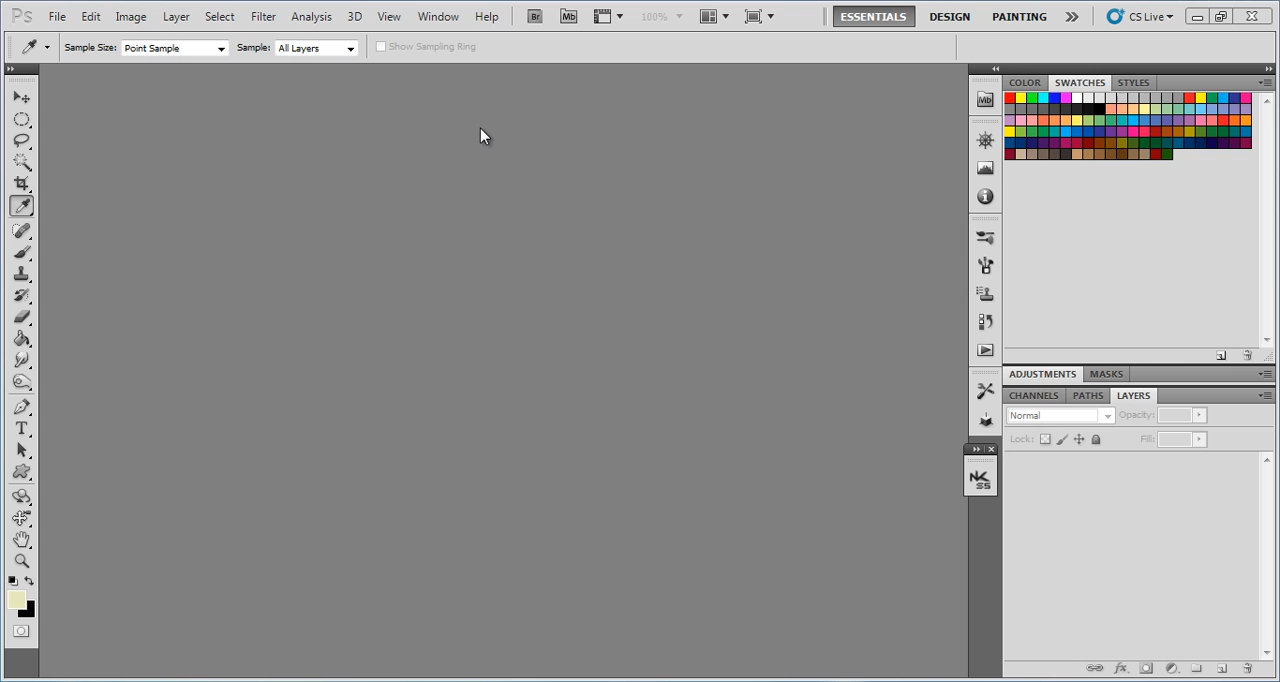 Ps File Edit Image Layer Select Filter Analysis 3D View Window Help Br Mb 100% ESSENTIALS DESIGN PAINTING CS Live
Sample Size: Point Sample Sample: All Layers Show Sampling Ring
COLOR SWATCHES STYLES
Mb
ADJUSTMENTS MASKS
CHANNELS PATHS LAYERS
Normal Opacity:
Lock: Fill:
NK
SS
T
fx